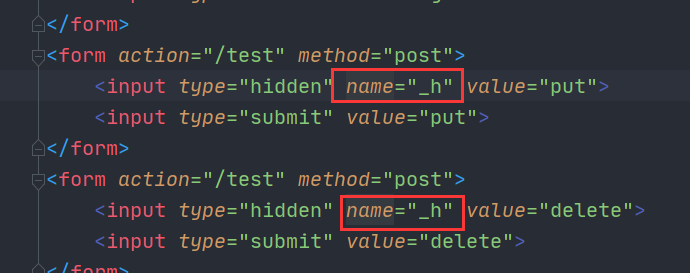 </form>
<form action="/test" method="post">
<input type="hidden" name="_h" value="put">
<input type="submit" value="put">
</form>
<form action="/test" method="post">
<input type="hidden" name="_h" value="delete">
<input type="submit" value="delete">
</form>